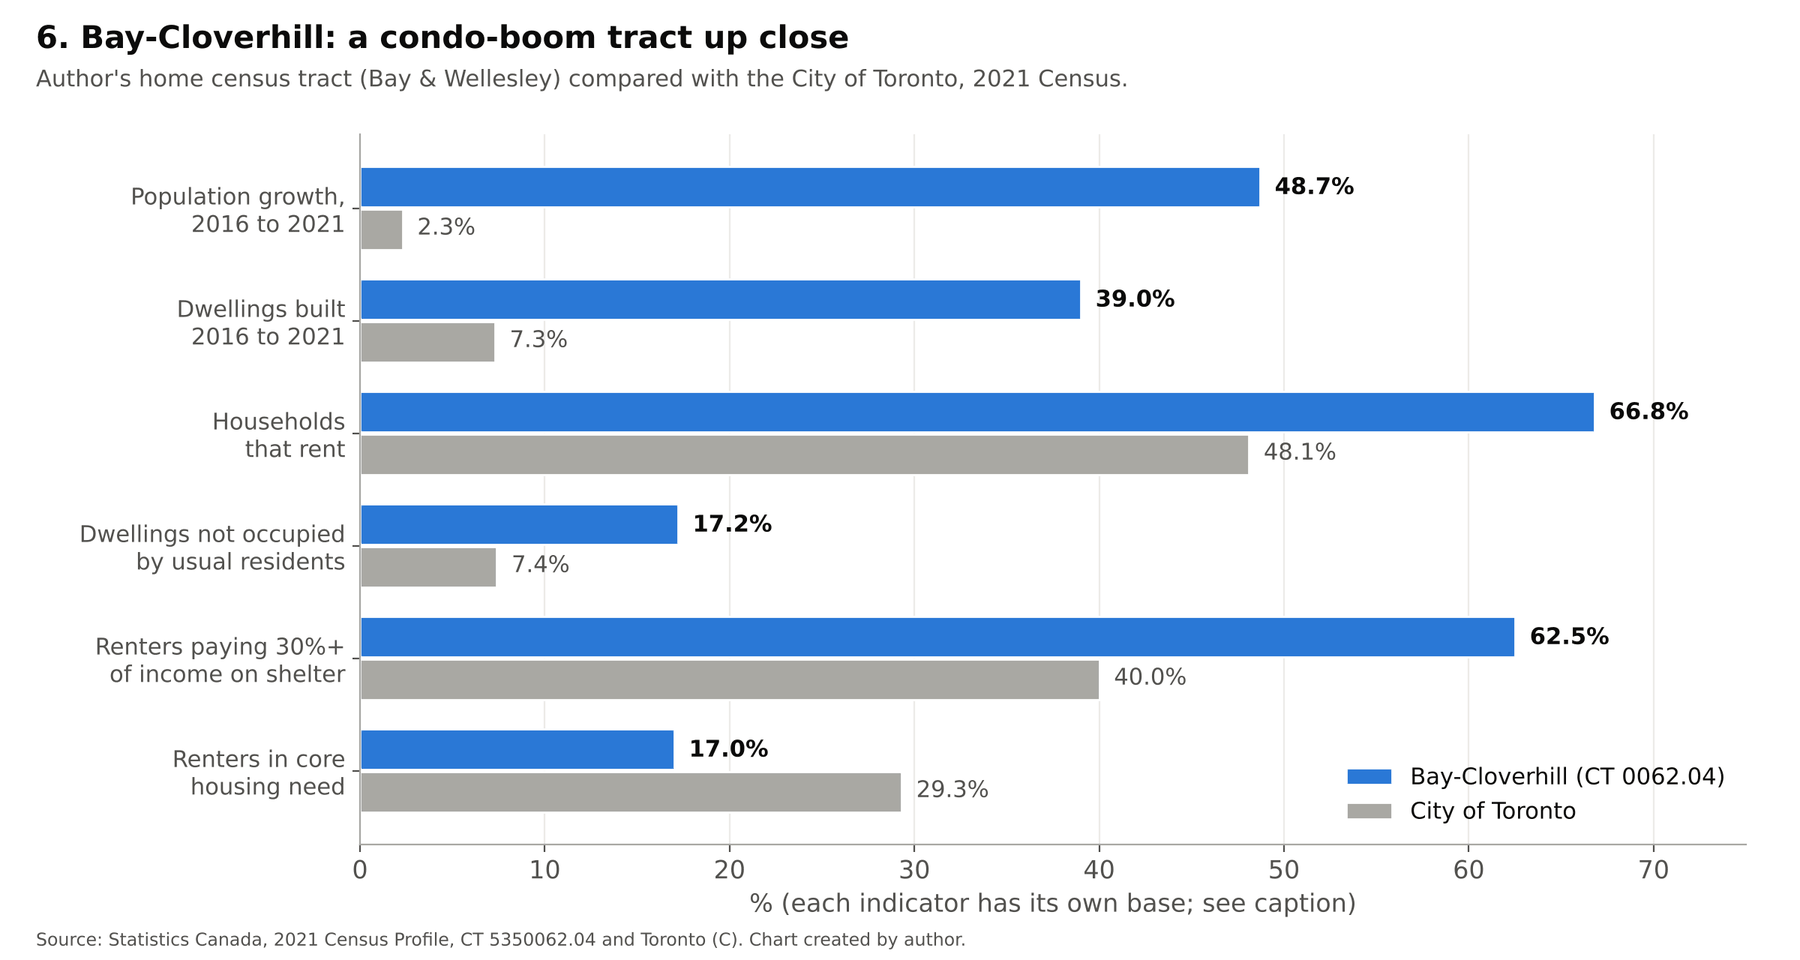 6. Bay-Cloverhill: a condo-boom tract up close
Author's home census tract (Bay & Wellesley) compared with the City of Toronto, 2021 Census.
Population growth,
2016 to 2021
48.7%
2.3%
Dwellings built
2016 to 2021
39.0%
7.3%
Households
that rent
66.8%
48.1%
Dwellings not occupied
by usual residents
17.2%
7.4%
Renters paying 30%+
of income on shelter
62.5%
40.0%
Renters in core
housing need
17.0%
29.3%
Bay-Cloverhill (CT 0062.04)
City of Toronto
0 10 20 30 40 50 60 70
% (each indicator has its own base; see caption)
Source: Statistics Canada, 2021 Census Profile, CT 5350062.04 and Toronto (C). Chart created by author.